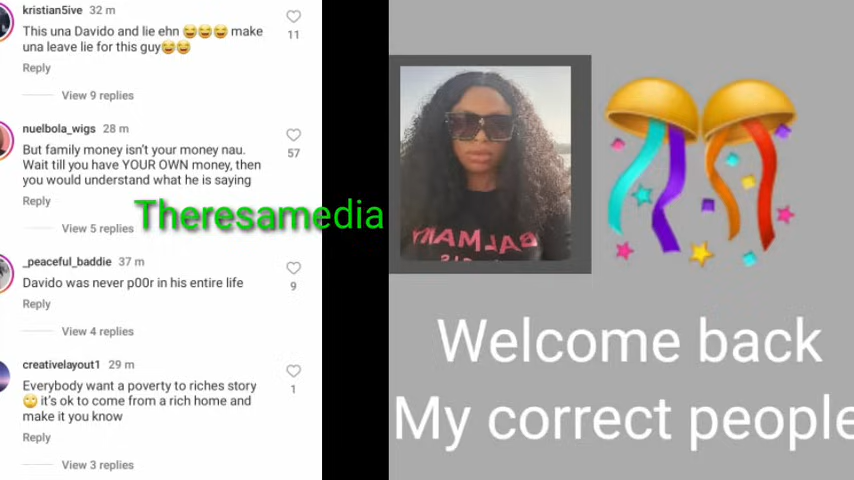 kristian5ive 32 m
This una Davido and lie ehn 😂😂😂 make
una leave lie for this guy😂😂
11
Reply
View 9 replies
nuelbola_wigs 28 m
But family money isn't your money nau.
Wait till you have YOUR OWN money, then
you would understand what he is saying
57
Reply
View 5 replies
Theresamedia
_peaceful_baddie 37 m
Davido was never p00r in his entire life
9
Reply
View 4 replies
creativelayout1 29 m
Everybody want a poverty to riches story
🙄 it's ok to come from a rich home and
make it you know
1
Reply
View 3 replies
BALMAIN
Welcome back
My correct people